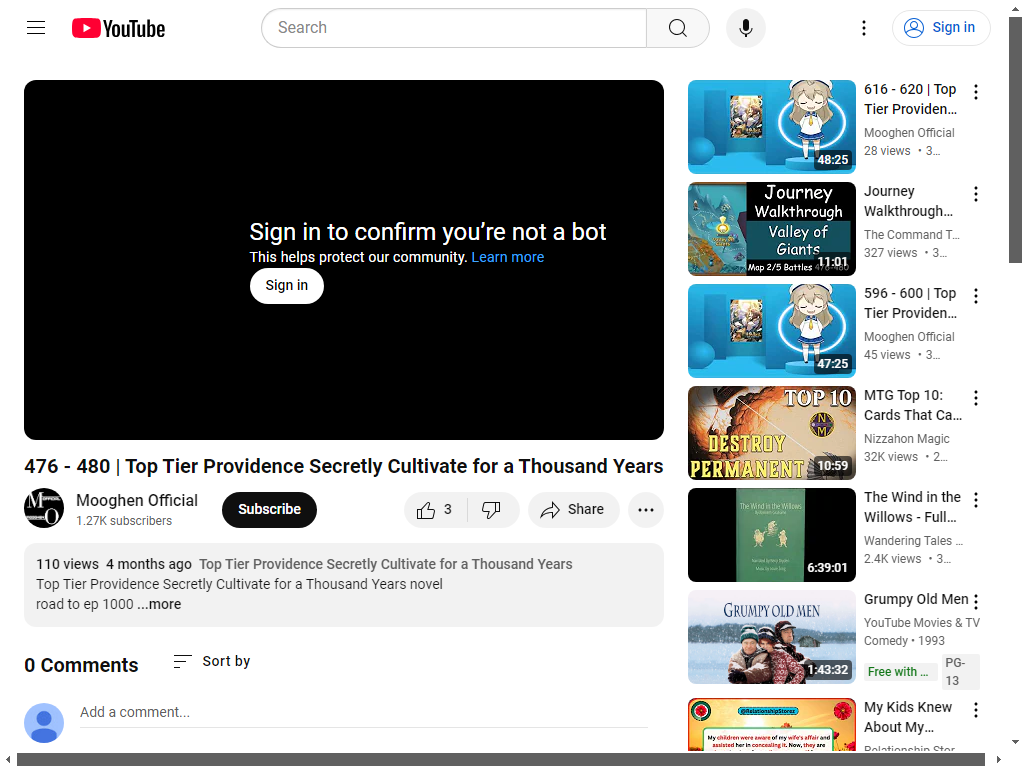 YouTube
Search
Sign in
Sign in to confirm you’re not a bot
This helps protect our community. Learn more
Sign in
476 - 480 | Top Tier Providence Secretly Cultivate for a Thousand Years
Mooghen Official
1.27K subscribers
Subscribe
3
Share
110 views 4 months ago Top Tier Providence Secretly Cultivate for a Thousand Years
Top Tier Providence Secretly Cultivate for a Thousand Years novel
road to ep 1000 ...more
0 Comments
Sort by
Add a comment...
48:25
616 - 620 | Top
Tier Providen...
Mooghen Official
28 views • 3...
Journey
Walkthrough
Valley of
Giants
Map 2/5 Battles 476-480
11:01
Journey
Walkthrough...
The Command T...
327 views • 3...
47:25
596 - 600 | Top
Tier Providen...
Mooghen Official
45 views • 3...
TOP 10
NM
DESTROY
PERMANENT
10:59
MTG Top 10:
Cards That Ca...
Nizzahon Magic
32K views • 2...
The Wind in the Willows
6:39:01
The Wind in the
Willows - Full...
Wandering Tales ...
2.4K views • 3...
GRUMPY OLD MEN
1:43:32
Grumpy Old Men
YouTube Movies & TV
Comedy • 1993
Free with ...
PG-
13
@RelationshipStorez
My children were aware of my wife's affair and
assisted her in concealing it. Now, they are
My Kids Knew
About My...
Relationship Stor...